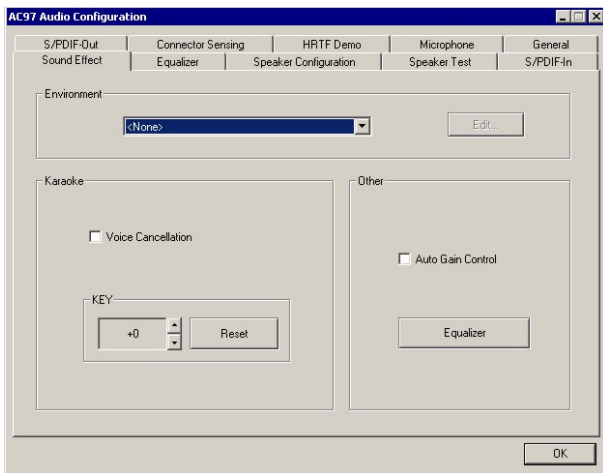 AC97 Audio Configuration
S/PDIF-Out Connector Sensing HRTF Demo Microphone General
Sound Effect Equalizer Speaker Configuration Speaker Test S/PDIF-In
Environment
<None>
Edit...
Karaoke
Voice Cancellation
KEY
+0
Reset
Other
Auto Gain Control
Equalizer
OK